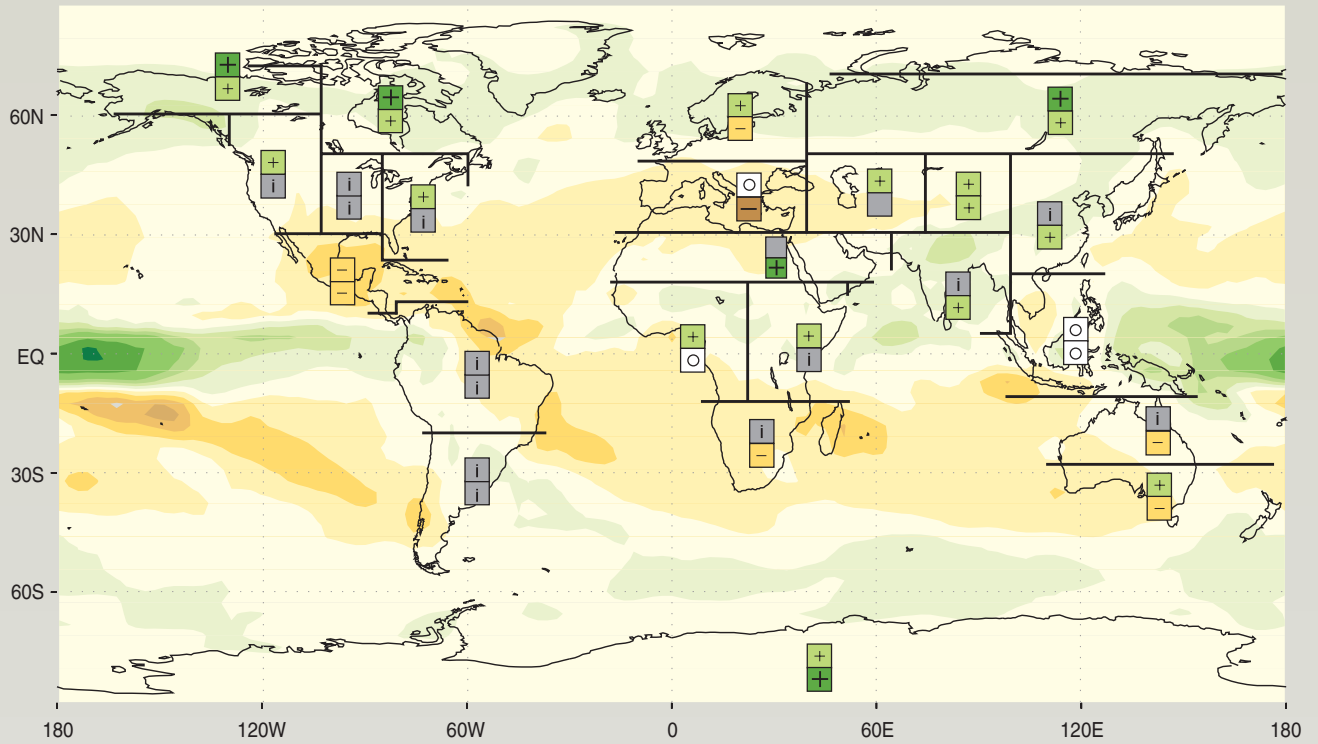 +
+ + +
+
60N + − +
+
i i ○ + +
i + − +
i i
30N +
− +
− i
+
+ + ○
EQ i ○ i ○
i
i i
− −
30S i +
i −
60S
+
+
180 120W 60W 0 60E 120E 180